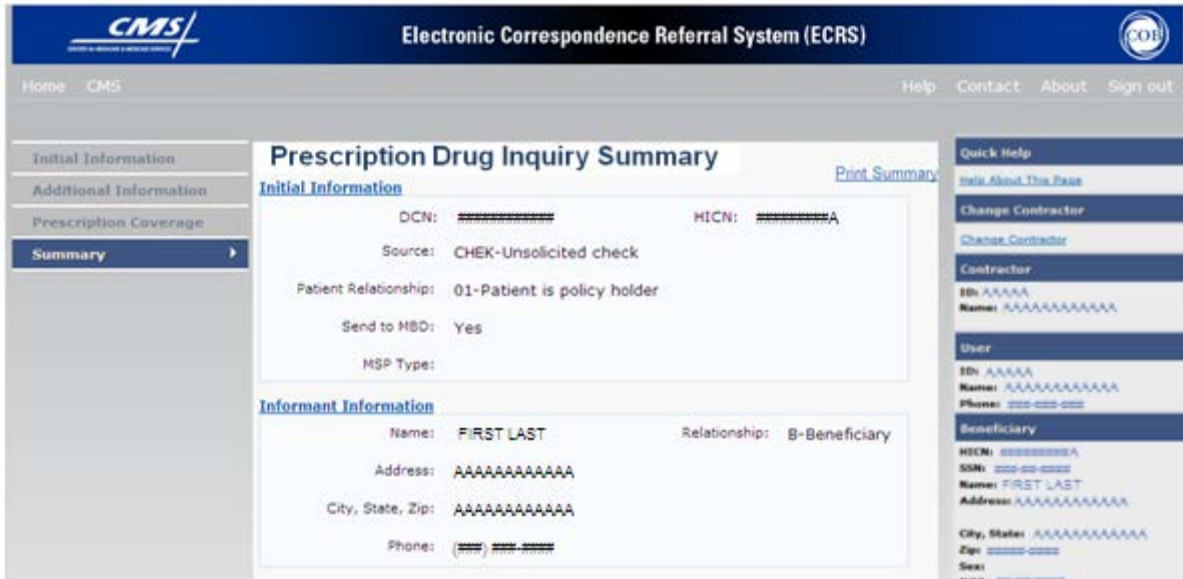 CMS
Electronic Correspondence Referral System (ECRS)
COB
Home CMS Help Contact About Sign out
Initial Information
Additional Information
Prescription Coverage
Summary
Prescription Drug Inquiry Summary
Print Summary
Initial Information
DCN: ############ HICN: #########A
Source: CHEK-Unsolicited check
Patient Relationship: 01-Patient is policy holder
Send to MBD: Yes
MSP Type:
Informant Information
Name: FIRST LAST Relationship: B-Beneficiary
Address: AAAAAAAAAAAA
City, State, Zip: AAAAAAAAAAAA
Phone: (###) ###-####
Quick Help
Help About This Page
Change Contractor
Change Contractor
Contractor
ID: AAAAA
Name: AAAAAAAAAAAA
User
ID: AAAAA
Name: AAAAAAAAAAAA
Phone: ###-###-###
Beneficiary
HICN: #########A
SSN: ###-##-####
Name: FIRST LAST
Address: AAAAAAAAAAAA
City, State: AAAAAAAAAAAA
Zip: #####-####
Sex: